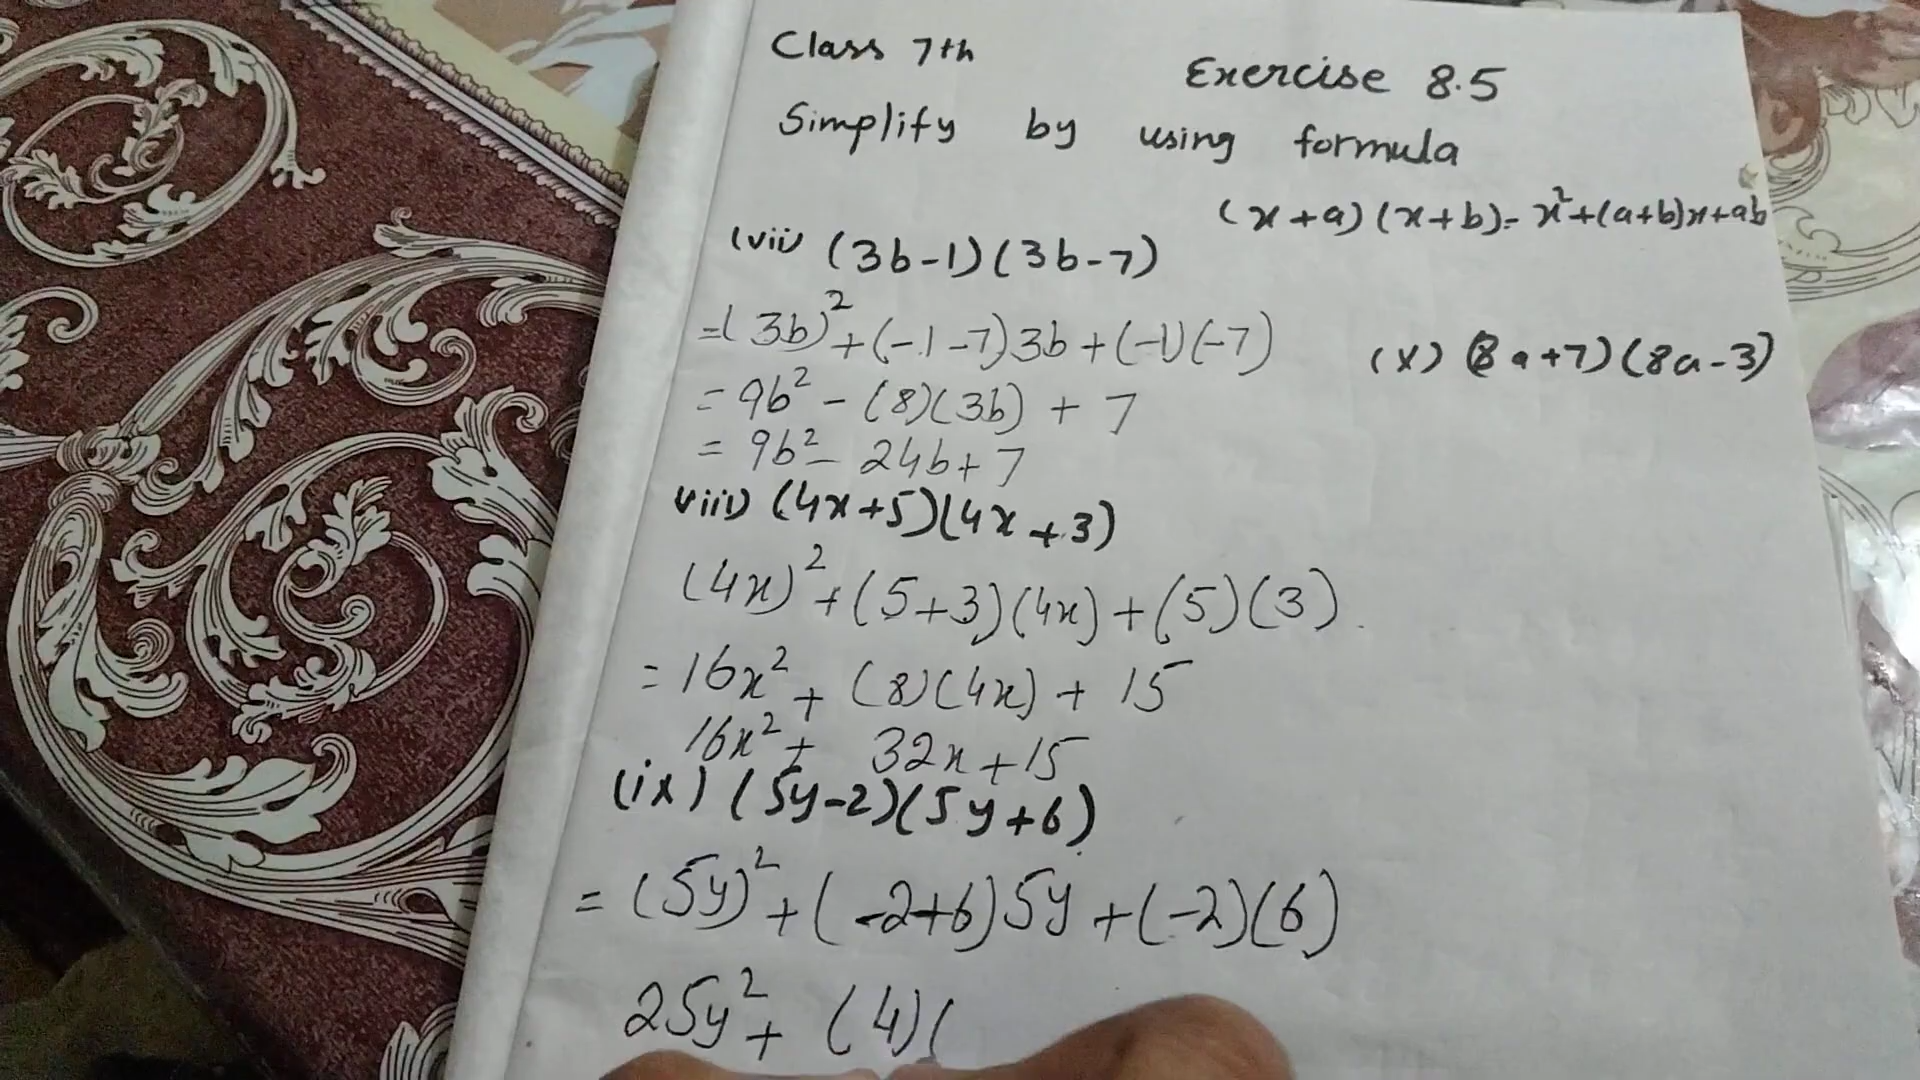 Class 7th
Exercise 8.5
Simplify by using formula
(x+a)(x+b)= x²+(a+b)x+ab
(vii) (3b-1)(3b-7)
=(3b)²+(-1-7)3b+(-1)(-7)
= 9b² - (8)(3b) + 7
= 9b² - 24b+7
viii) (4x+5)(4x+3)
(4x)²+(5+3)(4x)+(5)(3).
= 16x² + (8)(4x) + 15
16x² + 32x+15
(ix) (5y-2)(5y+6)
= (5y)²+(-2+6)5y+(-2)(6)
25y² + (4)(
(x) (8a+7)(8a-3)